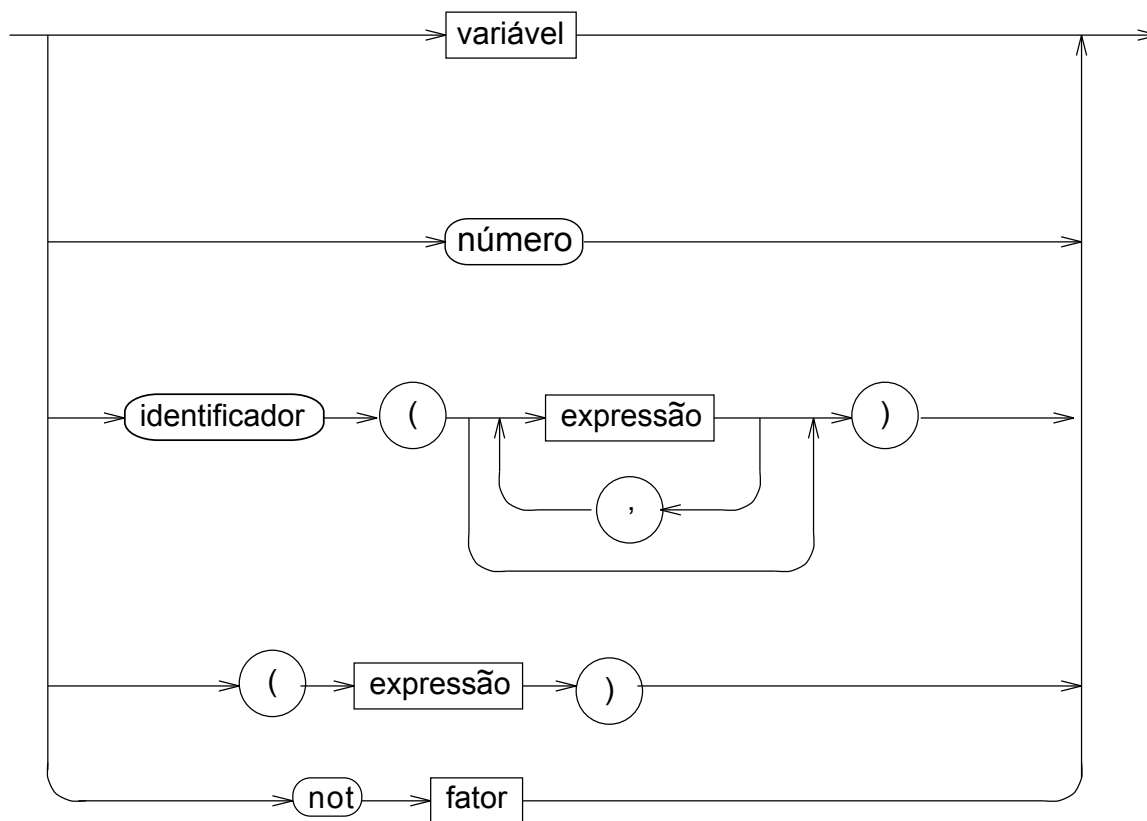 variável
número
identificador ( expressão )
,
( expressão )
not fator